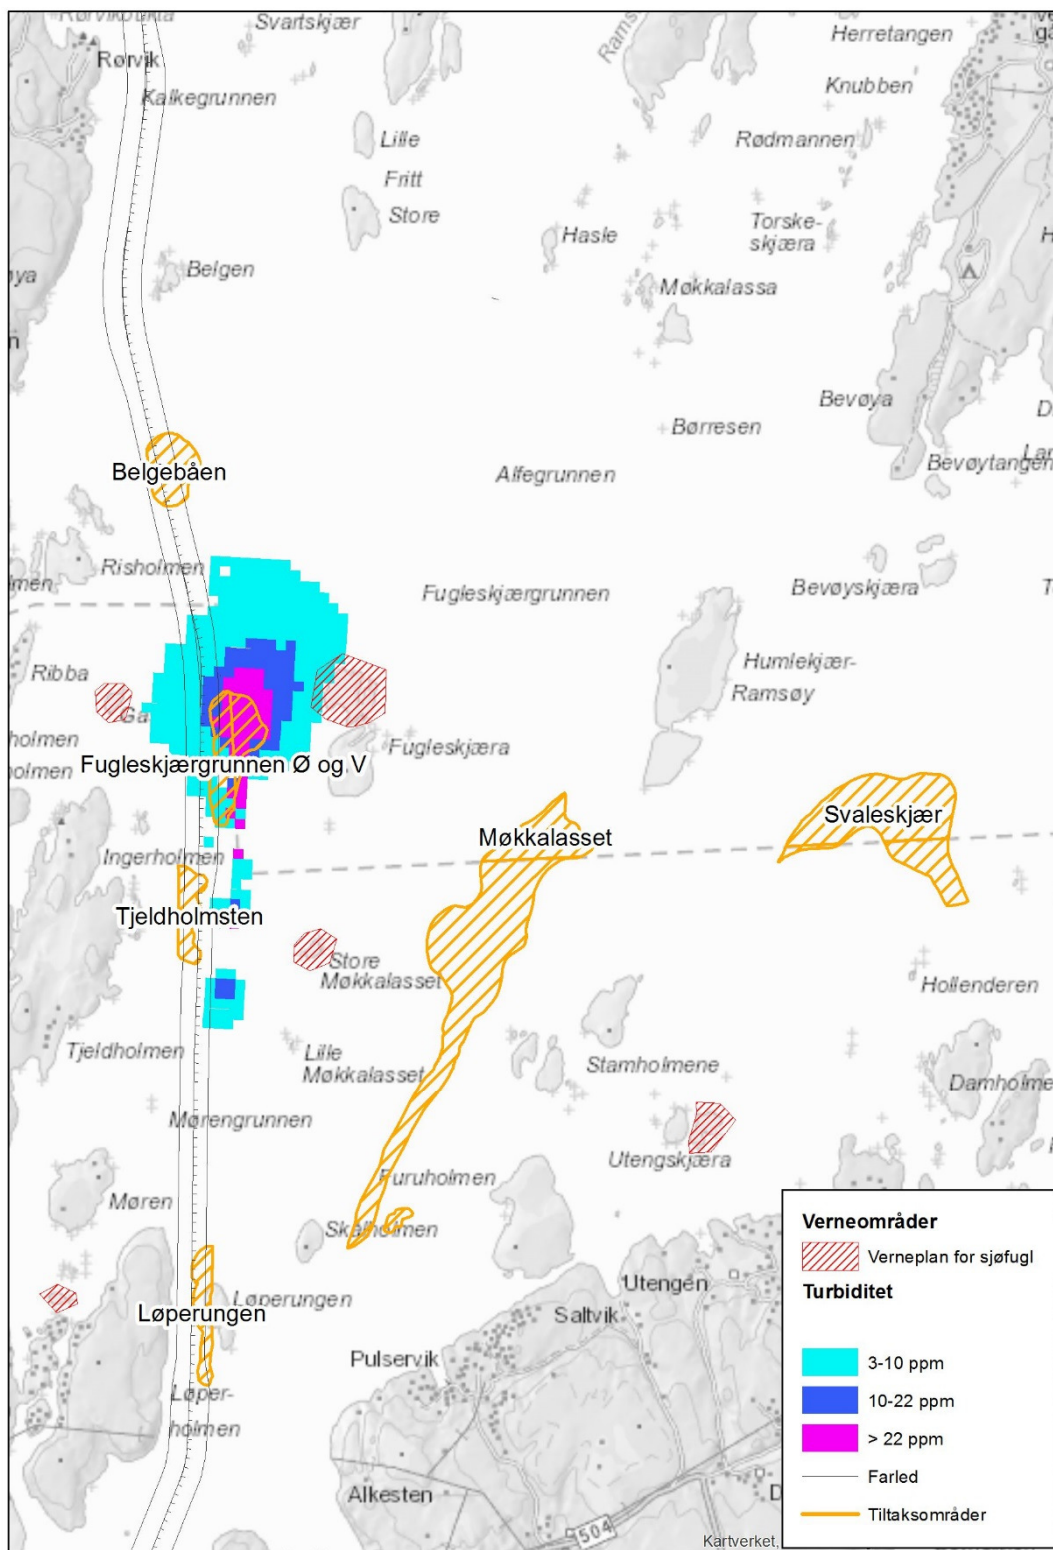 Svartskjær
Herretangen
Rørvik
Kalkegrunnen
Knubben
Lille
Rødmannen
Fritt
Store
Torske-
skjæra
Hasle
Belgen
Møkkalassa
Bevøya
Børresen
Belgebåen
Alfegrunnen
Bevøytangen
Risholmen
Fugleskjærgrunnen
Bevøyskjæra
Ribba
Humlekjær-
Ramsøy
holmen
Fugleskjæra
Fugleskjærgrunnen Ø og V
holmen
Svaleskjær
Møkkalasset
Ingerholmen
Tjeldholmsten
Store
Møkkalasset
Hollenderen
Tjeldholmen
Lille
Møkkalasset
Stamholmene
Damholme
Mørengrunnen
Utengskjæra
Furuholmen
Møren
Skalholmen
Løperungen
Løperungen
Utengen
Saltvik
Pulservik
Løper-
holmen
Alkesten
504
Kartverket,
Verneområder
Verneplan for sjøfugl
Turbiditet
3-10 ppm
10-22 ppm
> 22 ppm
Farled
Tiltaksområder